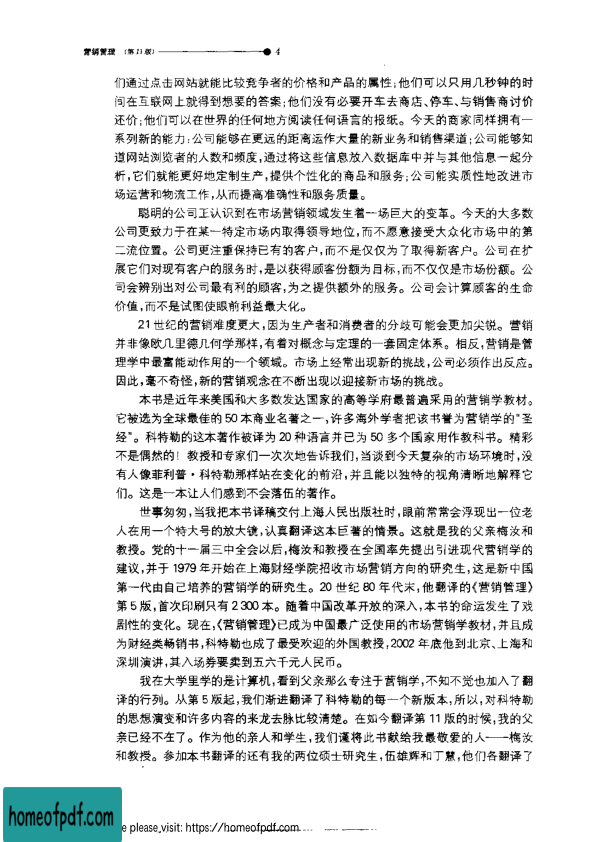 营销管理 (第11版) 4
们通过点击网站就能比较竞争者的价格和产品的属性;他们可以只用几秒钟的时
间在互联网上就得到想要的答案;他们没有必要开车去商店、停车、与销售商讨价
还价;他们可以在世界的任何地方阅读任何语言的报纸。今天的商家同样拥有一
系列新的能力:公司能够在更远的距离运作大量的新业务和销售渠道;公司能够知
道网站浏览者的人数和频度,通过将这些信息放入数据库中并与其他信息一起分
析,它们就能更好地定制生产,提供个性化的商品和服务;公司能实质性地改进市
场运营和物流工作,从而提高准确性和服务质量。
聪明的公司正认识到在市场营销领域发生着一场巨大的变革。今天的大多数
公司更致力于在某一特定市场内取得领导地位,而不愿意接受大众化市场中的第
二流位置。公司更注重保持已有的客户,而不是仅仅为了取得新客户。公司在扩
展它们对现有客户的服务时,是以获得顾客份额为目标,而不仅仅是市场份额。公
司会辨别出对公司最有利的顾客,为之提供额外的服务。公司会计算顾客的生命
价值,而不是试图使眼前利益最大化。
21世纪的营销难度更大,因为生产者和消费者的分歧可能会更加尖锐。营销
并非像欧几里德几何学那样,有着对概念与定理的一套固定体系。相反,营销是管
理学中最富能动作用的一个领域。市场上经常出现新的挑战,公司必须作出反应。
因此,毫不奇怪,新的营销观念在不断出现以迎接新市场的挑战。
本书是近年来美国和大多数发达国家的高等学府最普遍采用的营销学教材。
它被选为全球最佳的50本商业名著之一,许多海外学者把该书誉为营销学的“圣
经”。科特勒的这本著作被译为20种语言并已为50多个国家用作教科书。精彩
不是偶然的!教授和专家们一次次地告诉我们,当谈到今天复杂的市场环境时,没
有人像菲利普·科特勒那样站在变化的前沿,并且能以独特的视角清晰地解释它
们。这是一本让人们感到不会落伍的著作。
世事匆匆,当我把本书译稿交付上海人民出版社时,眼前常常会浮现出一位老
人在用一个特大号的放大镜,认真翻译这本巨著的情景。这就是我的父亲梅汝和
教授。党的十一届三中全会以后,梅汝和教授在全国率先提出引进现代营销学的
建议,并于1979年开始在上海财经学院招收市场营销方向的研究生,这是新中国
第一代由自己培养的营销学的研究生。20世纪80年代末,他翻译的《营销管理》
第5版,首次印刷只有2300本。随着中国改革开放的深入,本书的命运发生了戏
剧性的变化。现在,《营销管理》已成为中国最广泛使用的市场营销学教材,并且成
为财经类畅销书,科特勒也成了最受欢迎的外国教授,2002年底他到北京、上海和
深圳演讲,其入场券要卖到五六千元人民币。
我在大学里学的是计算机,看到父亲那么专注于营销学,不知不觉也加入了翻
译的行列。从第5版起,我们渐进翻译了科特勒的每一个新版本,所以,对科特勒
的思想演变和许多内容的来龙去脉比较清楚。在如今翻译第11版的时候,我的父
亲已经不在了。作为他的亲人和学生,我们谨将此书献给我最敬爱的人——梅汝
和教授。参加本书翻译的还有我的两位硕士研究生,伍雄辉和丁慧,他们各翻译了
homeofpdf.com
e please visit: https://homeofpdf.com